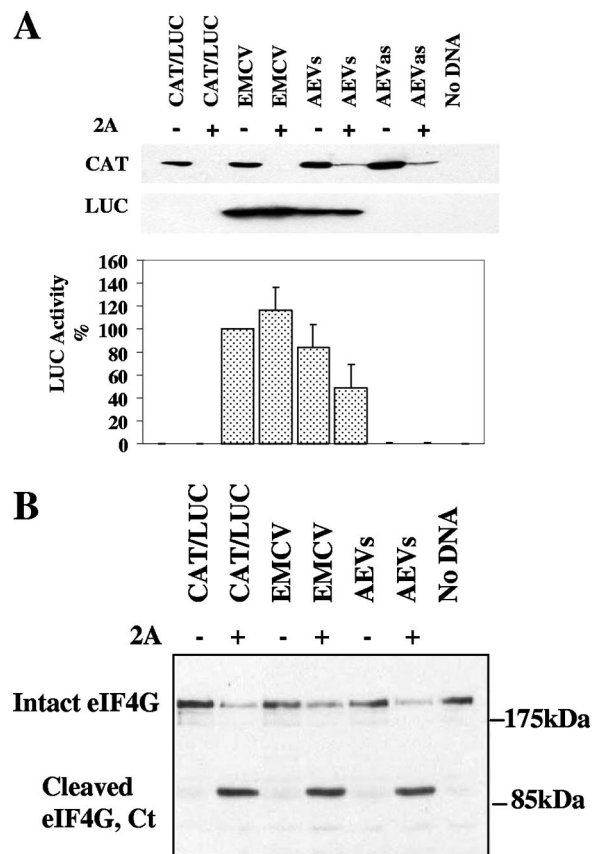 A
CAT/LUC CAT/LUC EMCV EMCV AEVs AEVs AEVas AEVas No DNA
2A - + - + - + - +
CAT
LUC
LUC Activity
%
160
140
120
100
80
60
40
20
0
B
CAT/LUC CAT/LUC EMCV EMCV AEVs AEVs No DNA
2A - + - + - +
Intact eIF4G
-175kDa
Cleaved
eIF4G, Ct
-85kDa